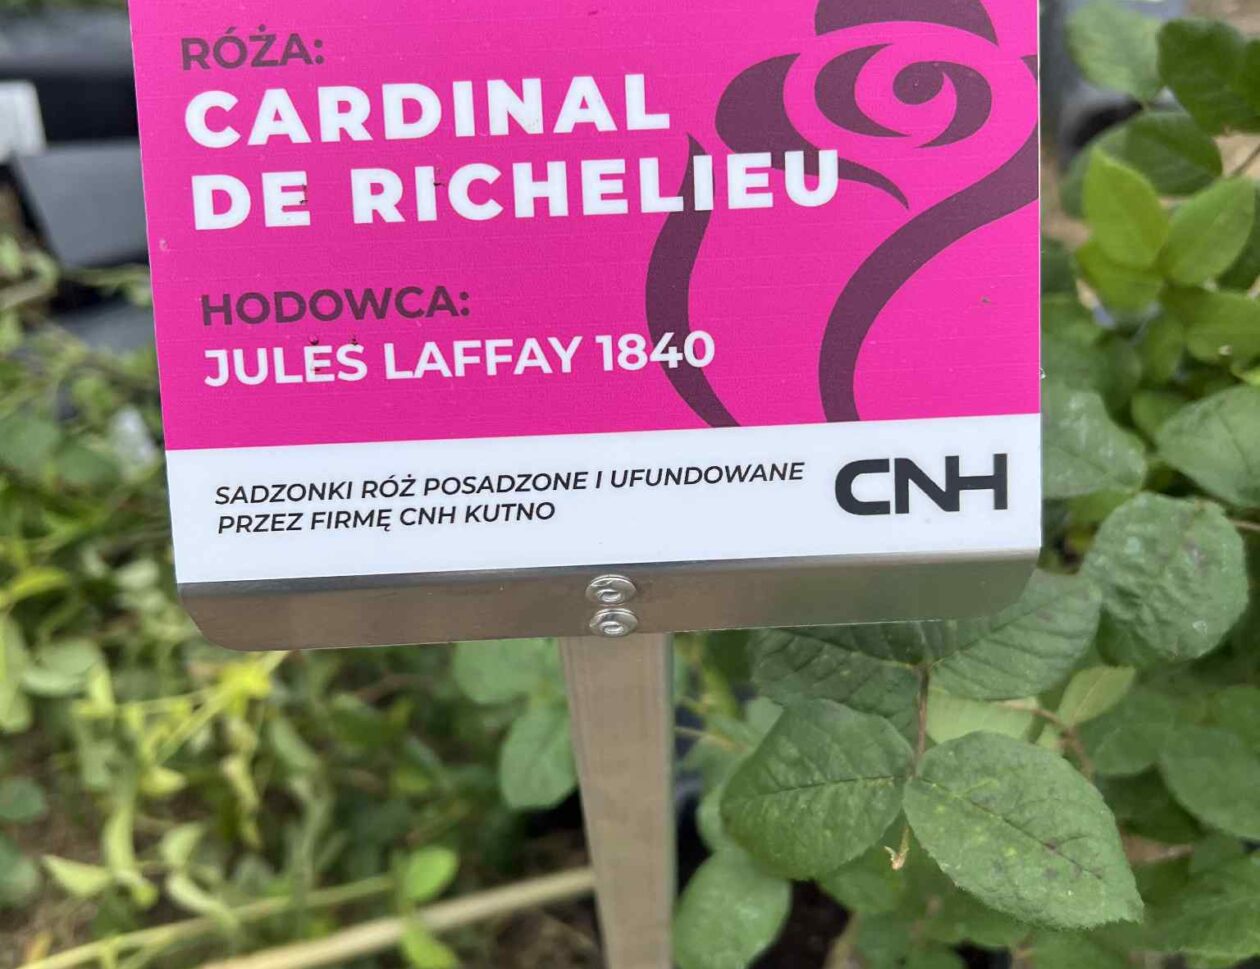 RÓŻA:
CARDINAL
DE RICHELIEU
HODOWCA:
JULES LAFFAY 1840
SADZONKI RÓŻ POSADZONE I UFUNDOWANE
PRZEZ FIRMĘ CNH KUTNO
CNH